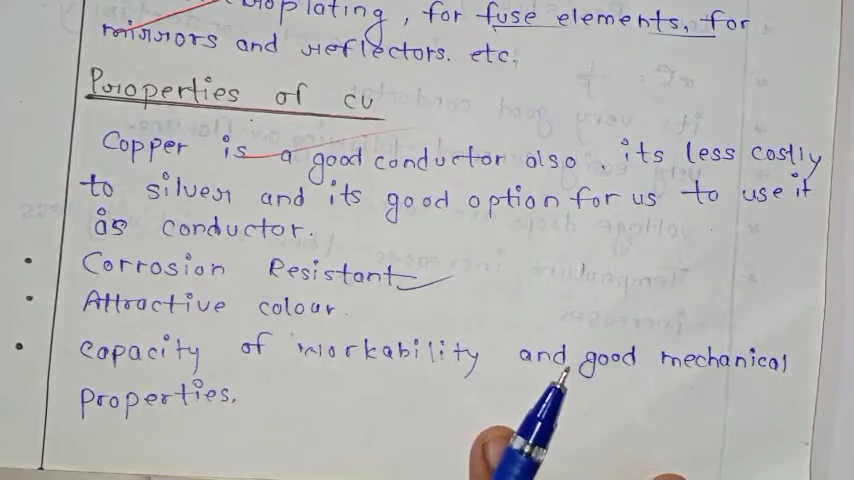 plating, for fuse elements, for
mirrors and reflectors. etc.
Properties of cu
Copper is a good conductor also. its less costly
to silver and its good option for us to use it
as conductor.
Corrosion Resistant
Attractive colour.
capacity of workability and good mechanical
properties.